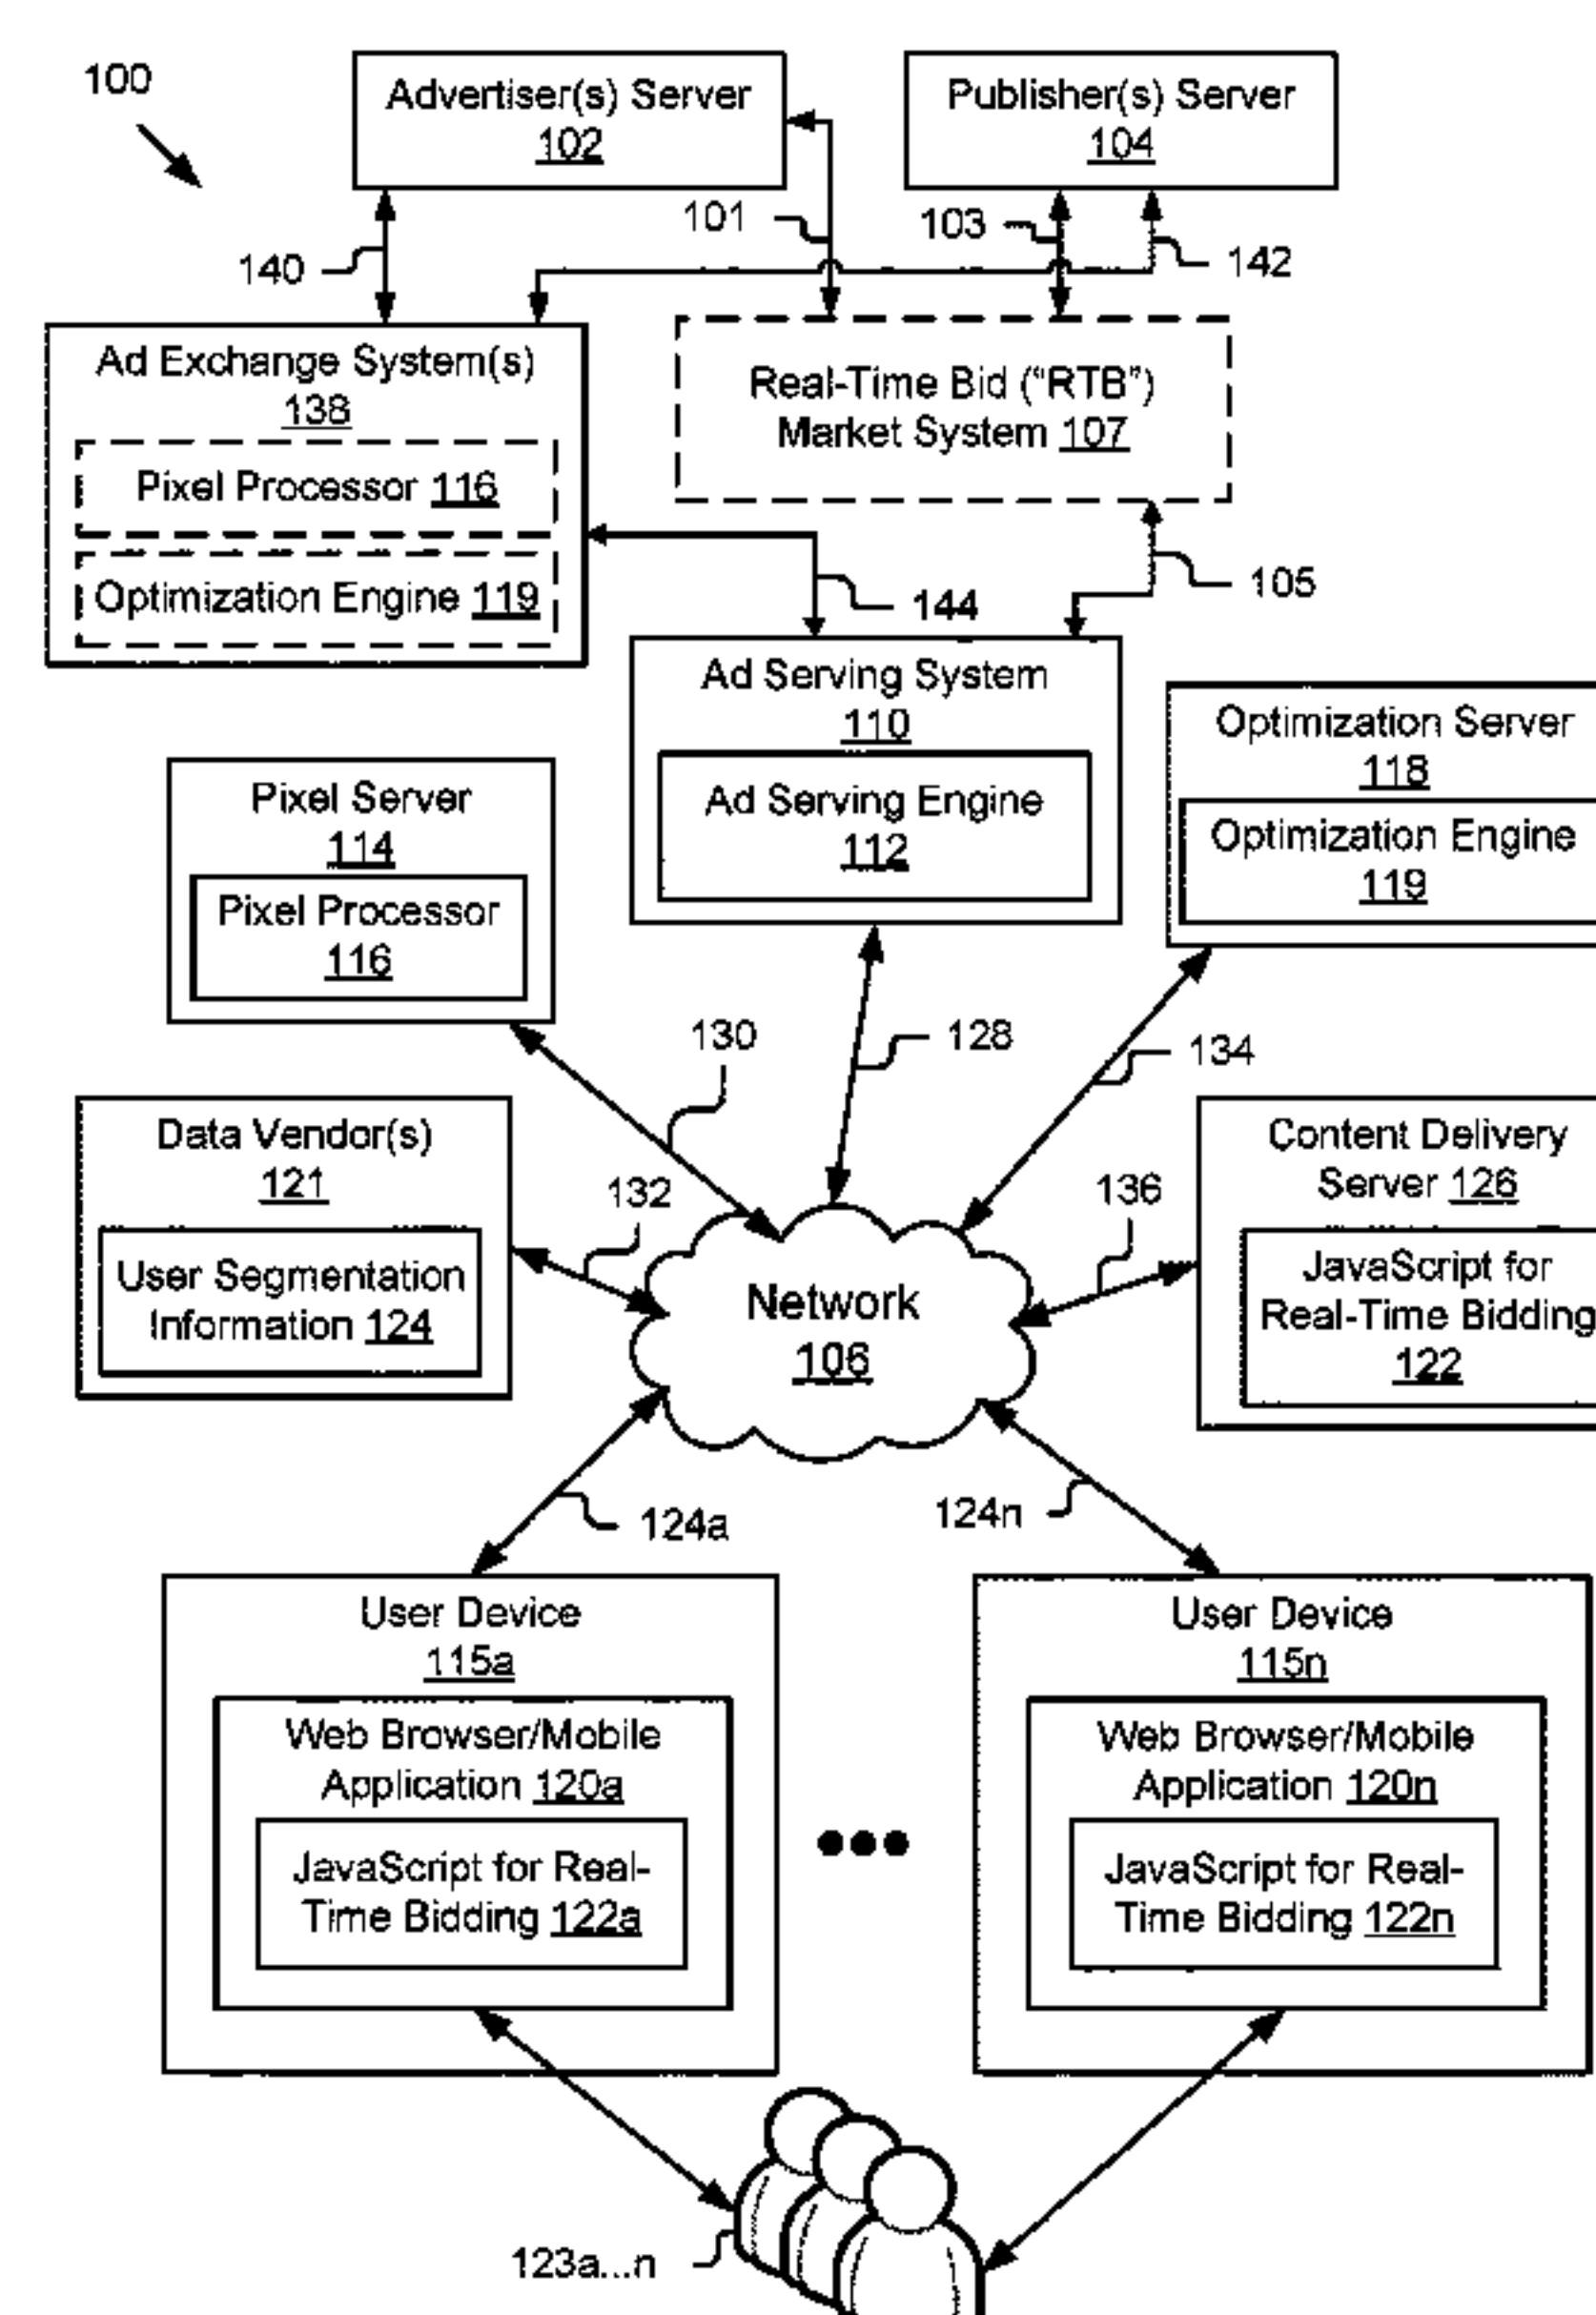 100
Advertiser(s) Server
102
Publisher(s) Server
104
101
103
140
142
Ad Exchange System(s)
138
Pixel Processor 116
Optimization Engine 119
Real-Time Bid ("RTB")
Market System 107
144
105
Ad Serving System
110
Ad Serving Engine
112
Optimization Server
118
Optimization Engine
119
Pixel Server
114
Pixel Processor
116
130
128
134
Data Vendor(s)
121
User Segmentation
Information 124
132
136
Content Delivery
Server 126
JavaScript for
Real-Time Bidding
122
Network
106
124a
124n
User Device
115a
Web Browser/Mobile
Application 120a
JavaScript for Real-
Time Bidding 122a
User Device
115n
Web Browser/Mobile
Application 120n
JavaScript for Real-
Time Bidding 122n
123a...n